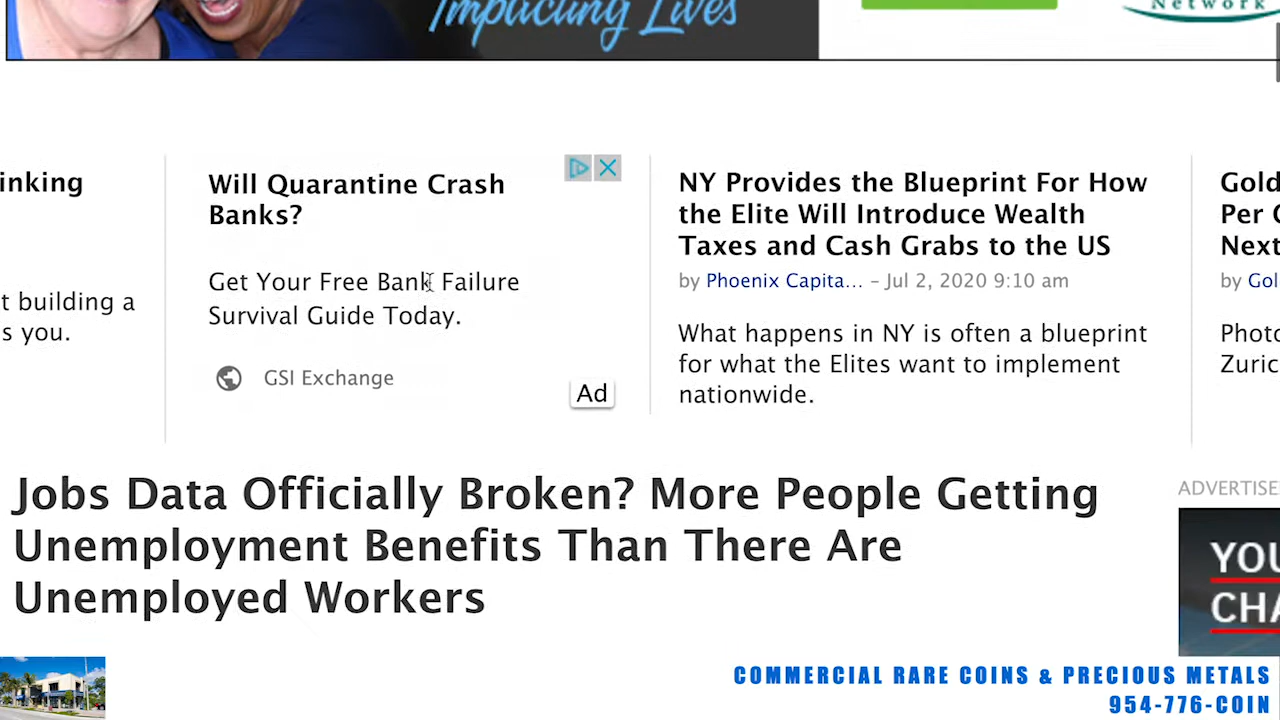 Impacting Lives
Network
inking
t building a
s you.
Will Quarantine Crash
Banks?
Get Your Free Bank Failure
Survival Guide Today.
GSI Exchange
Ad
NY Provides the Blueprint For How
the Elite Will Introduce Wealth
Taxes and Cash Grabs to the US
by Phoenix Capita... – Jul 2, 2020 9:10 am
What happens in NY is often a blueprint
for what the Elites want to implement
nationwide.
Gold
Per
Next
by Gol
Photo
Zuric
Jobs Data Officially Broken? More People Getting
Unemployment Benefits Than There Are
Unemployed Workers
ADVERTISE
YOU
CHA
COMMERCIAL RARE COINS & PRECIOUS METALS
954-776-COIN